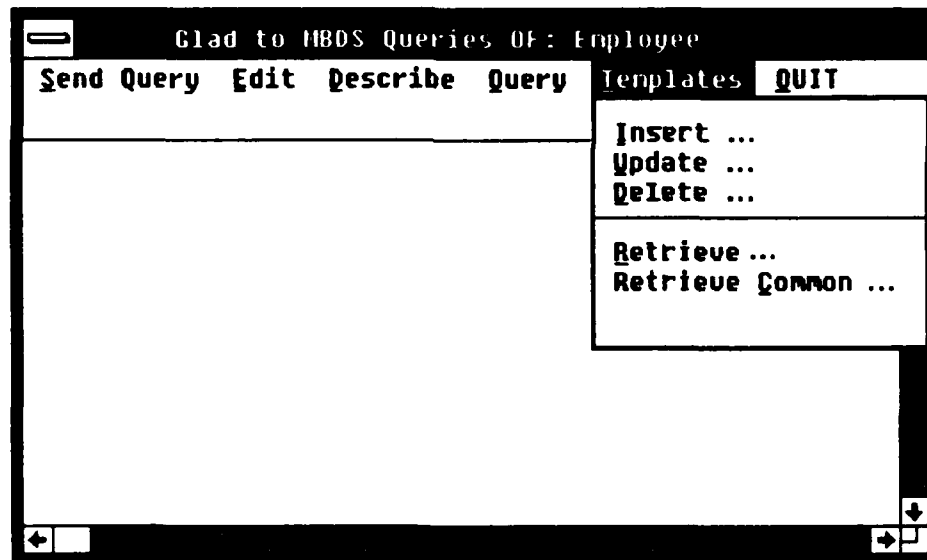 Glad to MBDS Queries OF: Employee
Send Query Edit Describe Query Templates QUIT
Insert ...
Update ...
Delete ...
Retrieve ...
Retrieve Common ...